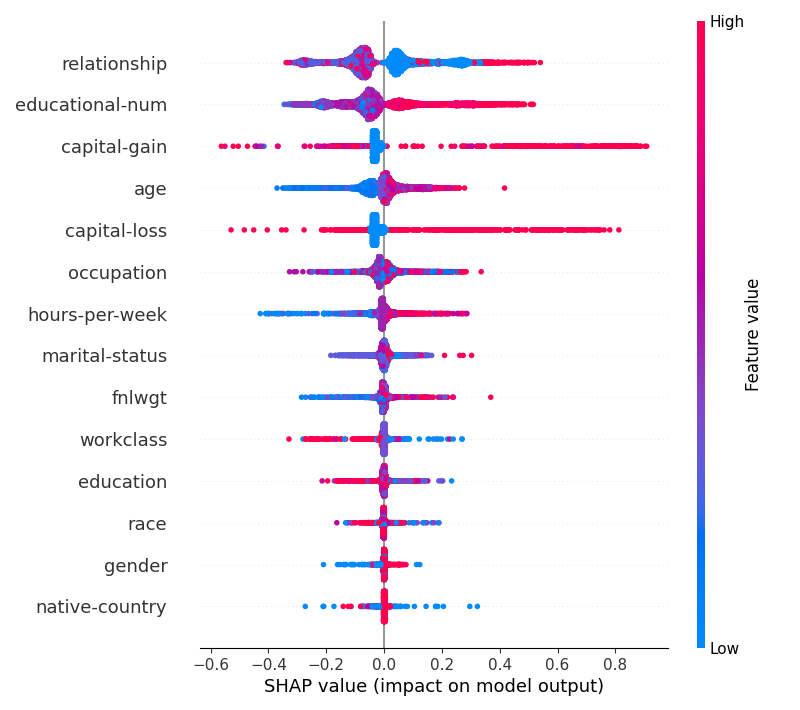 High
relationship
educational-num
capital-gain
age
capital-loss
occupation
hours-per-week
marital-status
fnlwgt
workclass
education
race
gender
native-country
Feature value
Low
−0.6 −0.4 −0.2 0.0 0.2 0.4 0.6 0.8
SHAP value (impact on model output)